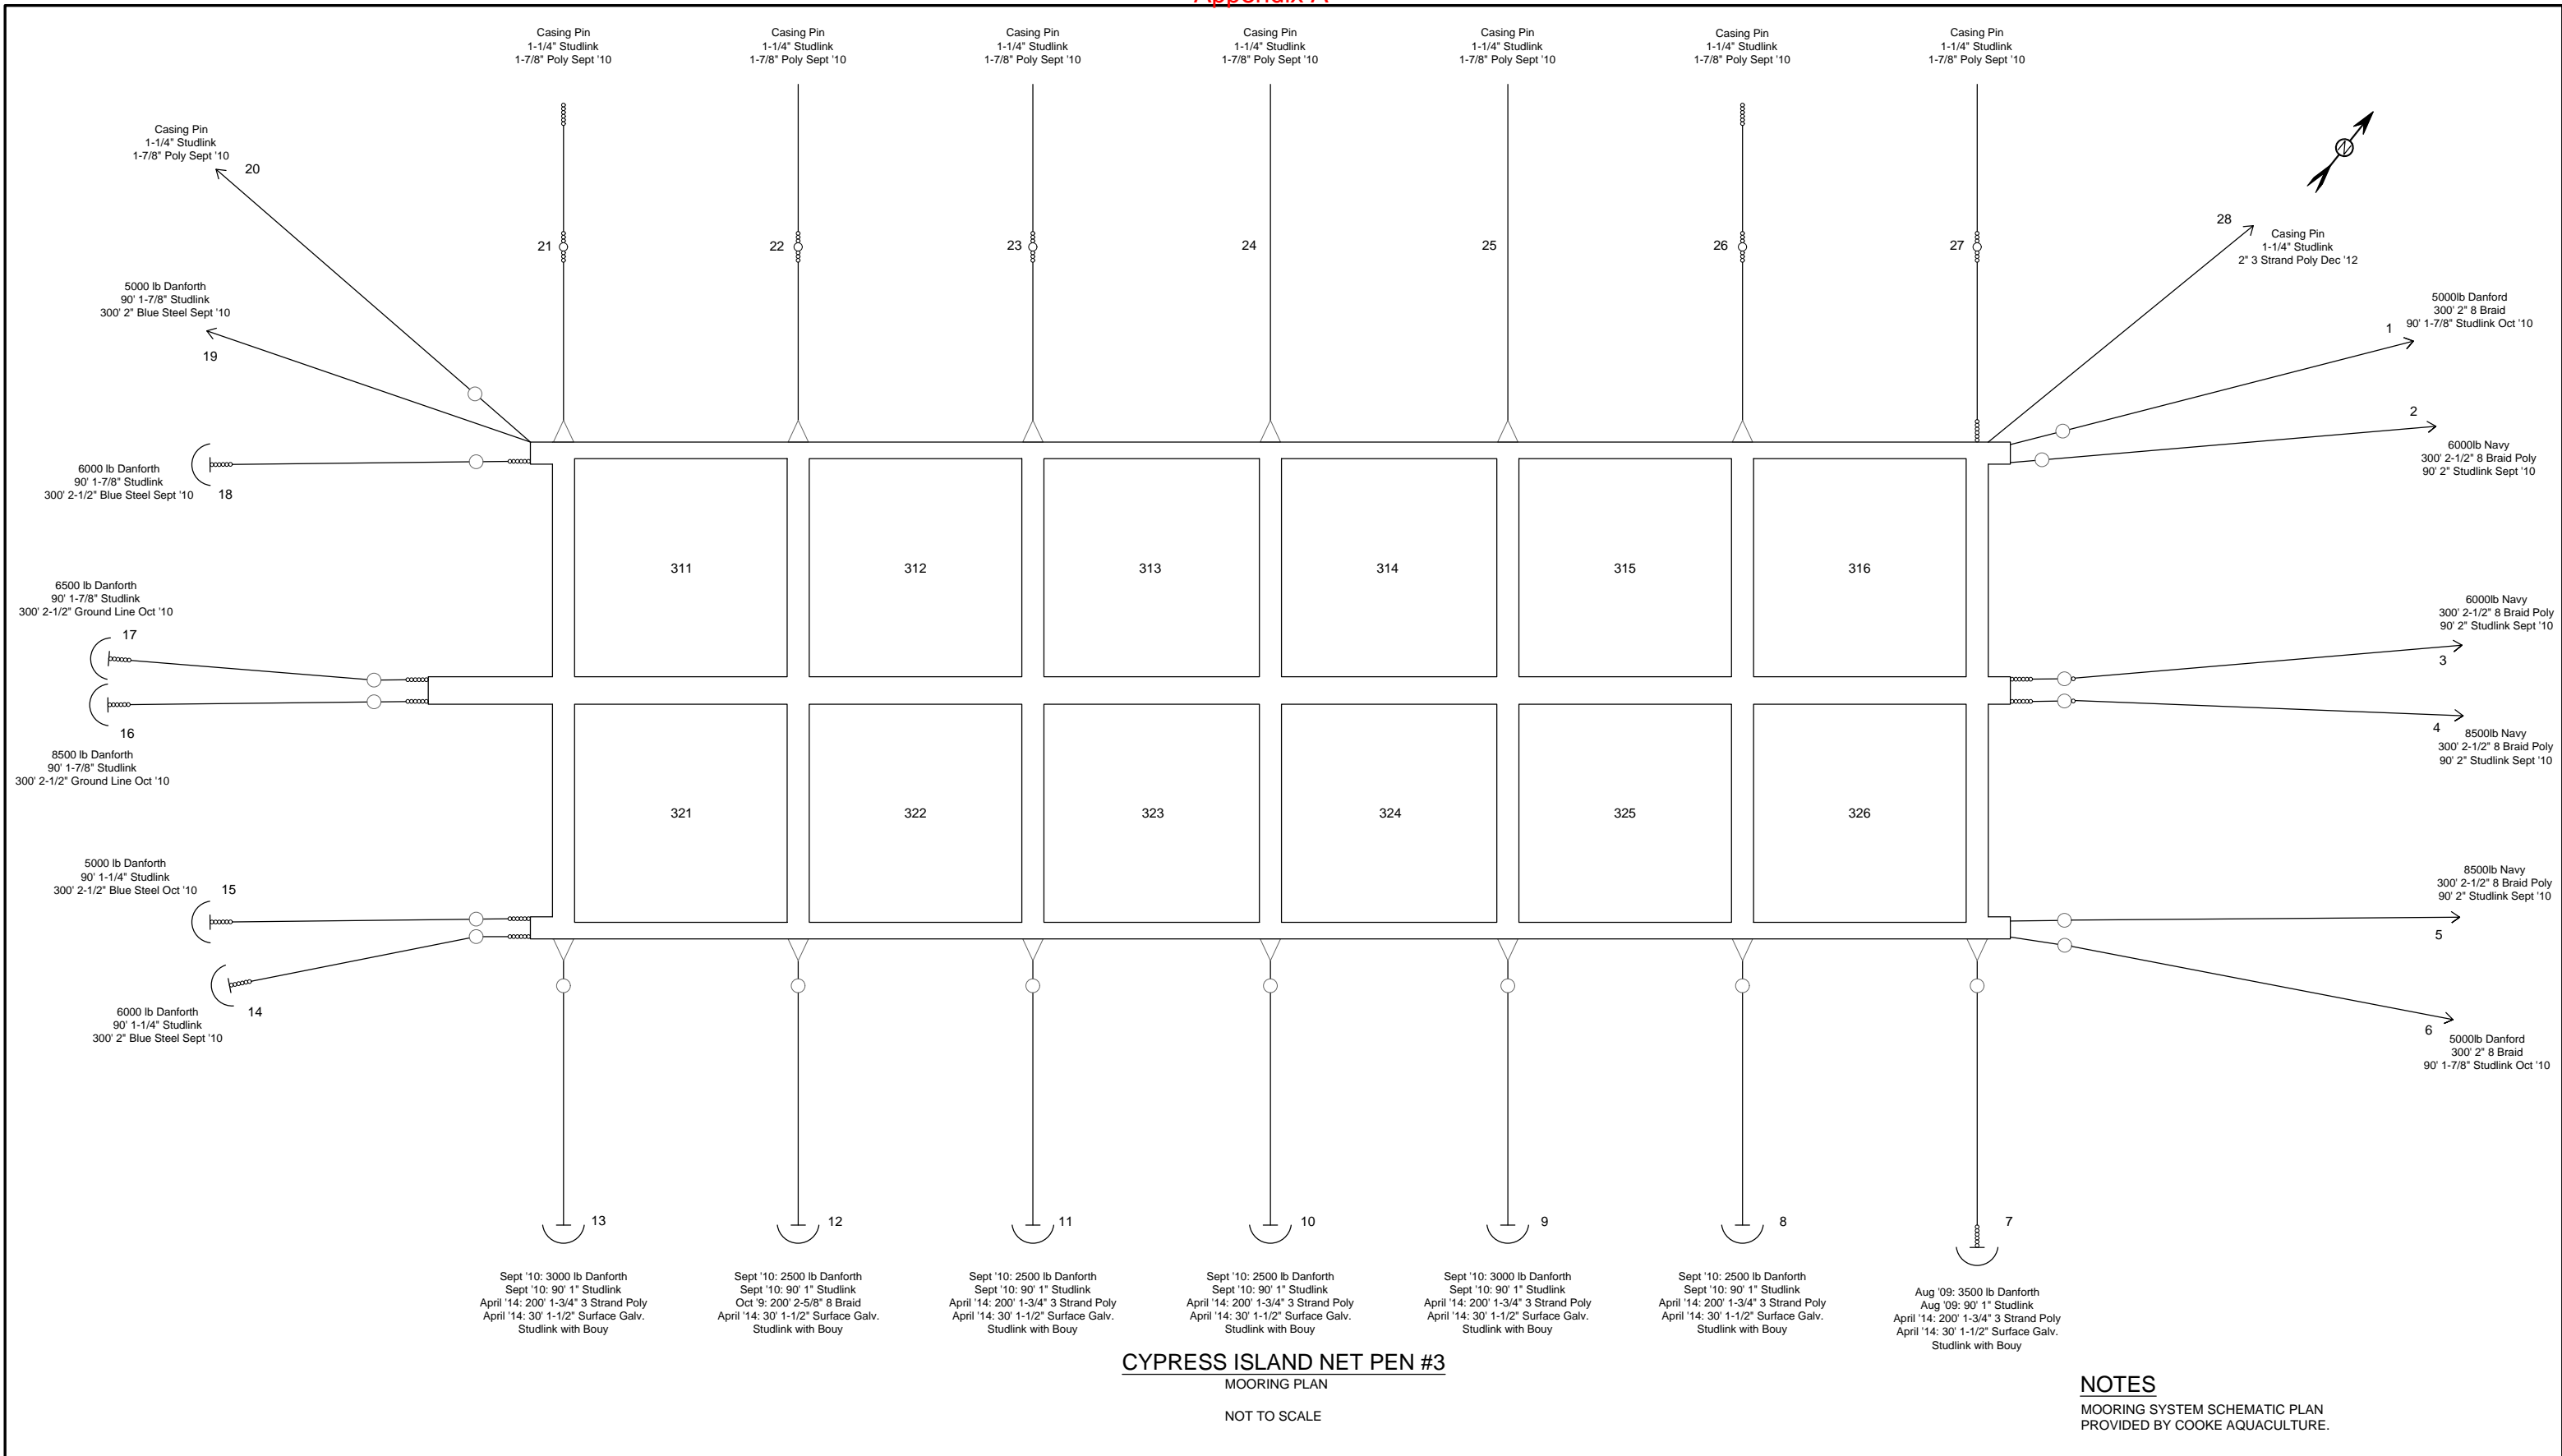 Appendix A
Casing Pin
1-1/4" Studlink
1-7/8" Poly Sept '10
Casing Pin
1-1/4" Studlink
1-7/8" Poly Sept '10
Casing Pin
1-1/4" Studlink
1-7/8" Poly Sept '10
Casing Pin
1-1/4" Studlink
1-7/8" Poly Sept '10
Casing Pin
1-1/4" Studlink
1-7/8" Poly Sept '10
Casing Pin
1-1/4" Studlink
1-7/8" Poly Sept '10
Casing Pin
1-1/4" Studlink
1-7/8" Poly Sept '10
Casing Pin
1-1/4" Studlink
1-7/8" Poly Sept '10
20
N
28
Casing Pin
1-1/4" Studlink
2" 3 Strand Poly Dec '12
21
22
23
24
25
26
27
5000 lb Danforth
90' 1-7/8" Studlink
300' 2" Blue Steel Sept '10
19
5000lb Danford
300' 2" 8 Braid
90' 1-7/8" Studlink Oct '10
1
2
6000lb Navy
300' 2-1/2" 8 Braid Poly
90' 2" Studlink Sept '10
6000 lb Danforth
90' 1-7/8" Studlink
300' 2-1/2" Blue Steel Sept '10
18
311
312
313
314
315
316
6500 lb Danforth
90' 1-7/8" Studlink
300' 2-1/2" Ground Line Oct '10
17
6000lb Navy
300' 2-1/2" 8 Braid Poly
90' 2" Studlink Sept '10
3
16
8500 lb Danforth
90' 1-7/8" Studlink
300' 2-1/2" Ground Line Oct '10
4
8500lb Navy
300' 2-1/2" 8 Braid Poly
90' 2" Studlink Sept '10
321
322
323
324
325
326
5000 lb Danforth
90' 1-1/4" Studlink
300' 2-1/2" Blue Steel Oct '10
15
8500lb Navy
300' 2-1/2" 8 Braid Poly
90' 2" Studlink Sept '10
5
14
6000 lb Danforth
90' 1-1/4" Studlink
300' 2" Blue Steel Sept '10
6
5000lb Danford
300' 2" 8 Braid
90' 1-7/8" Studlink Oct '10
13
12
11
10
9
8
7
Sept '10: 3000 lb Danforth
Sept '10: 90' 1" Studlink
April '14: 200' 1-3/4" 3 Strand Poly
April '14: 30' 1-1/2" Surface Galv.
Studlink with Bouy
Sept '10: 2500 lb Danforth
Sept '10: 90' 1" Studlink
Oct '9: 200' 2-5/8" 8 Braid
April '14: 30' 1-1/2" Surface Galv.
Studlink with Bouy
Sept '10: 2500 lb Danforth
Sept '10: 90' 1" Studlink
April '14: 200' 1-3/4" 3 Strand Poly
April '14: 30' 1-1/2" Surface Galv.
Studlink with Bouy
Sept '10: 2500 lb Danforth
Sept '10: 90' 1" Studlink
April '14: 200' 1-3/4" 3 Strand Poly
April '14: 30' 1-1/2" Surface Galv.
Studlink with Bouy
Sept '10: 3000 lb Danforth
Sept '10: 90' 1" Studlink
April '14: 200' 1-3/4" 3 Strand Poly
April '14: 30' 1-1/2" Surface Galv.
Studlink with Bouy
Sept '10: 2500 lb Danforth
Sept '10: 90' 1" Studlink
April '14: 200' 1-3/4" 3 Strand Poly
April '14: 30' 1-1/2" Surface Galv.
Studlink with Bouy
Aug '09: 3500 lb Danforth
Aug '09: 90' 1" Studlink
April '14: 200' 1-3/4" 3 Strand Poly
April '14: 30' 1-1/2" Surface Galv.
Studlink with Bouy
CYPRESS ISLAND NET PEN #3
MOORING PLAN
NOT TO SCALE
NOTES
MOORING SYSTEM SCHEMATIC PLAN
PROVIDED BY COOKE AQUACULTURE.